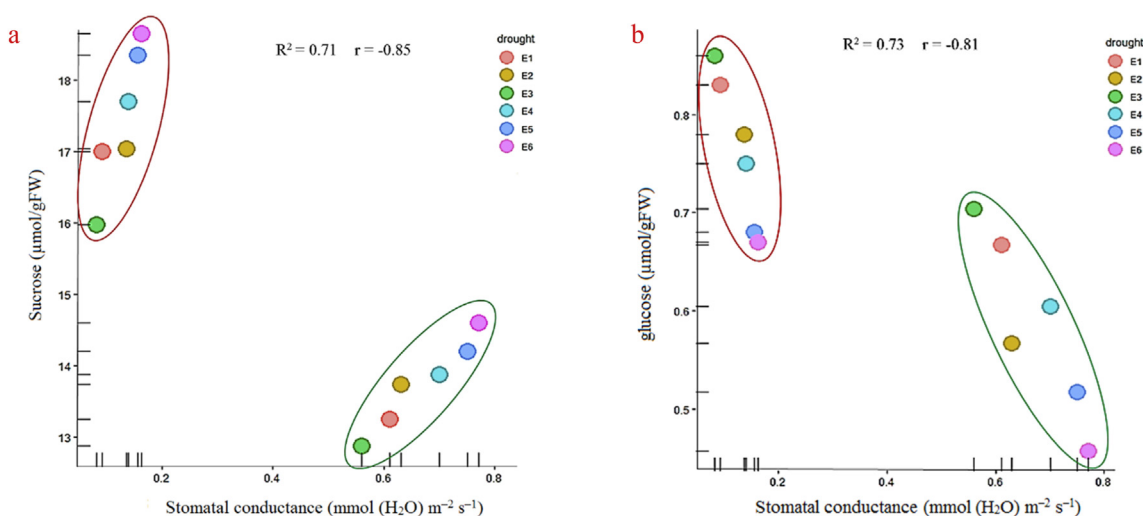 a
R² = 0.71 r = -0.85
drought
E1
E2
E3
E4
E5
E6
18
17
16
15
14
13
Sucrose (µmol/gFW)
0.2
0.4
0.6
0.8
Stomatal conductance (mmol (H₂O) m⁻² s⁻¹)
b
R² = 0.73 r = -0.81
drought
E1
E2
E3
E4
E5
E6
0.8
0.7
0.6
0.5
glucose (µmol/gFW)
0.2
0.4
0.6
0.8
Stomatal conductance (mmol (H₂O) m⁻² s⁻¹)